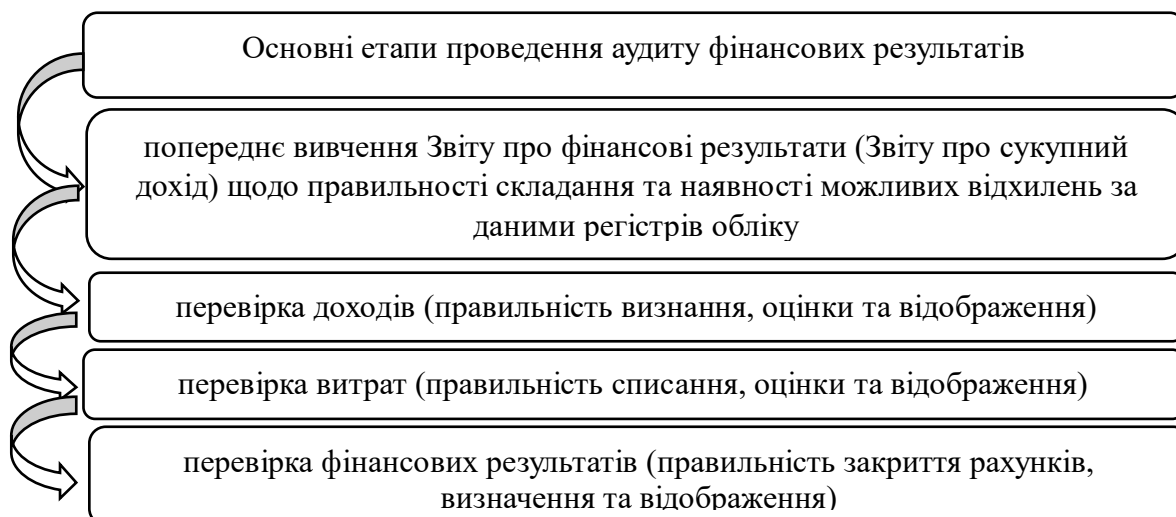 Основні етапи проведення аудиту фінансових результатів
попереднє вивчення Звіту про фінансові результати (Звіту про сукупний
дохід) щодо правильності складання та наявності можливих відхилень за
даними регістрів обліку
перевірка доходів (правильність визнання, оцінки та відображення)
перевірка витрат (правильність списання, оцінки та відображення)
перевірка фінансових результатів (правильність закриття рахунків,
визначення та відображення)